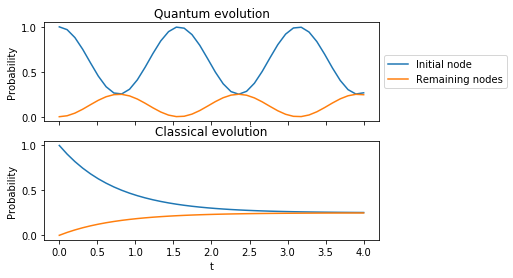 Quantum evolution
1.0
0.5
0.0
Probability
Initial node
Remaining nodes
Classical evolution
1.0
0.5
0.0
Probability
0.0 0.5 1.0 1.5 2.0 2.5 3.0 3.5 4.0
t